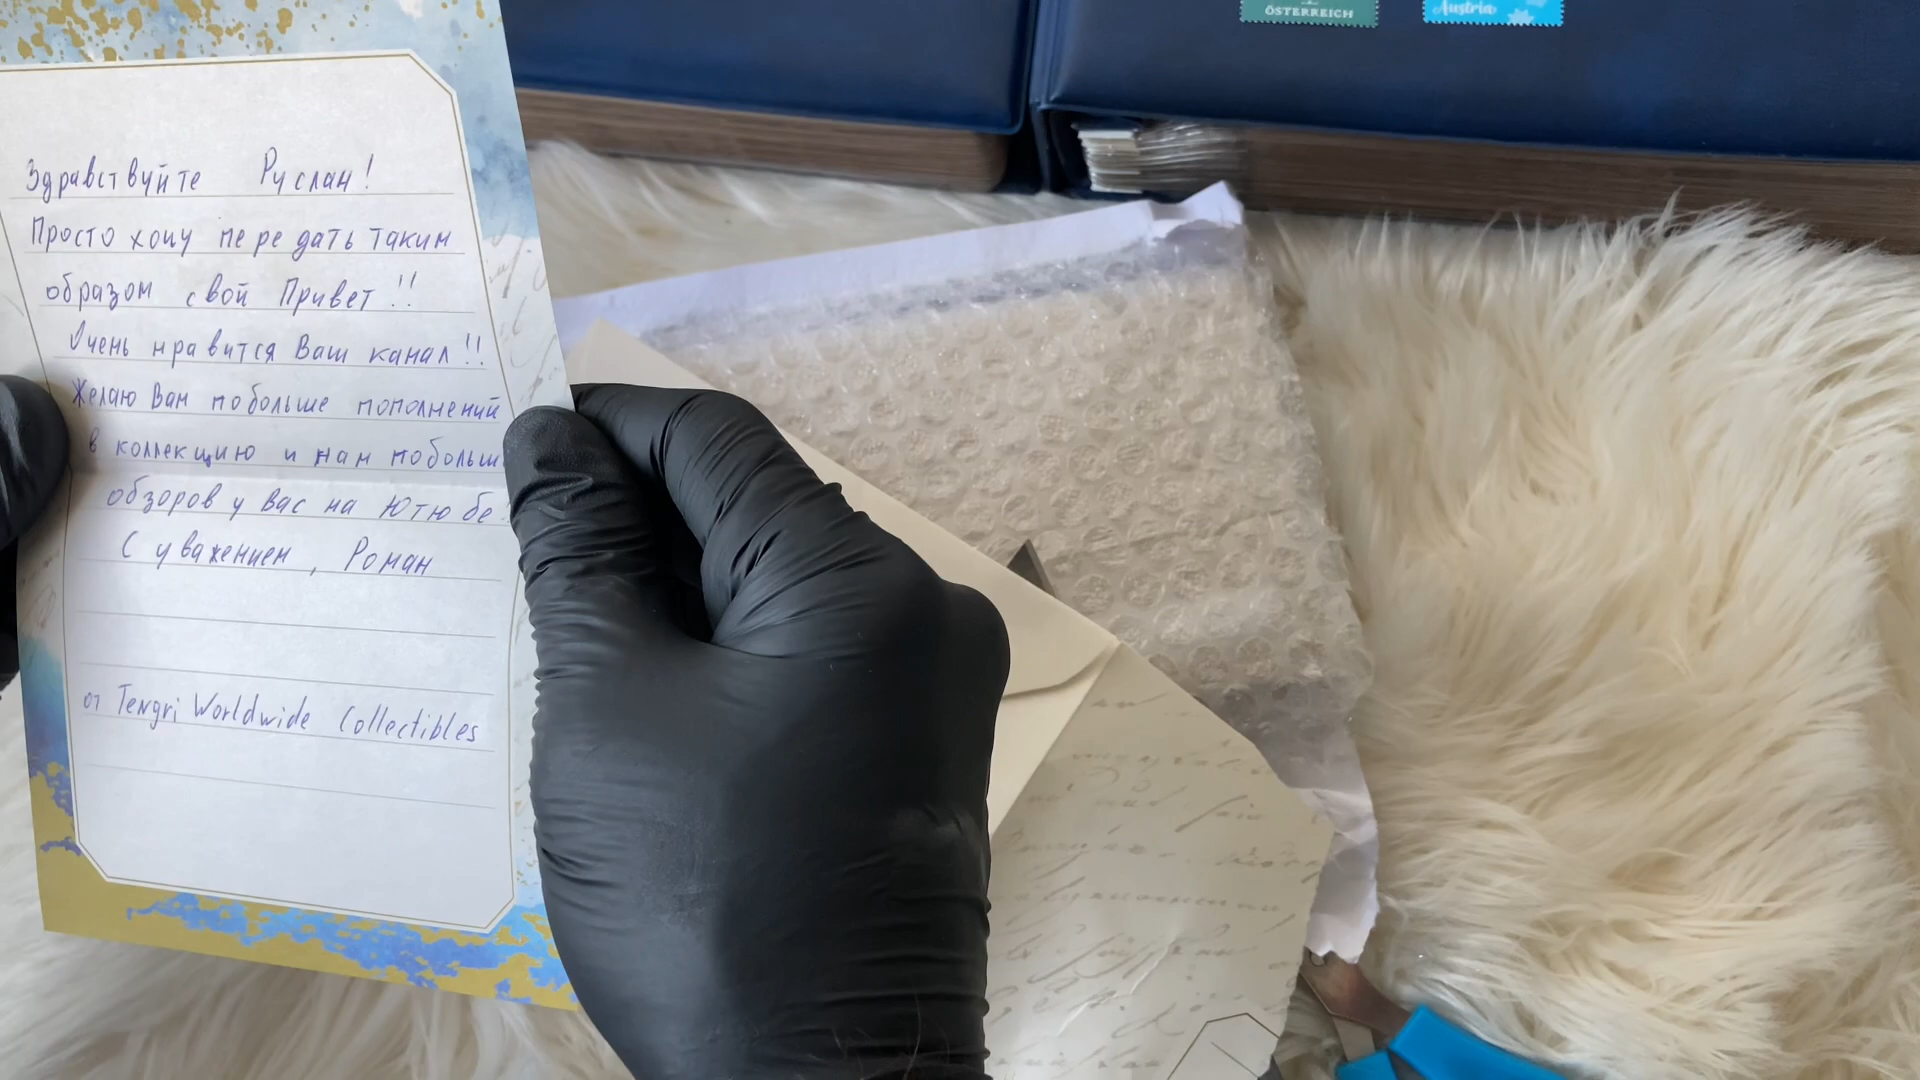 ÖSTERREICH
Austria
Здравствуйте Руслан!
Просто хочу передать таким
образом свой Привет!!
Очень нравится Ваш канал!!
Желаю Вам побольше пополнений
в коллекцию и нам побольш
обзоров у вас на Ютюбе
С уважением, Роман
от Tengri Worldwide Collectibles